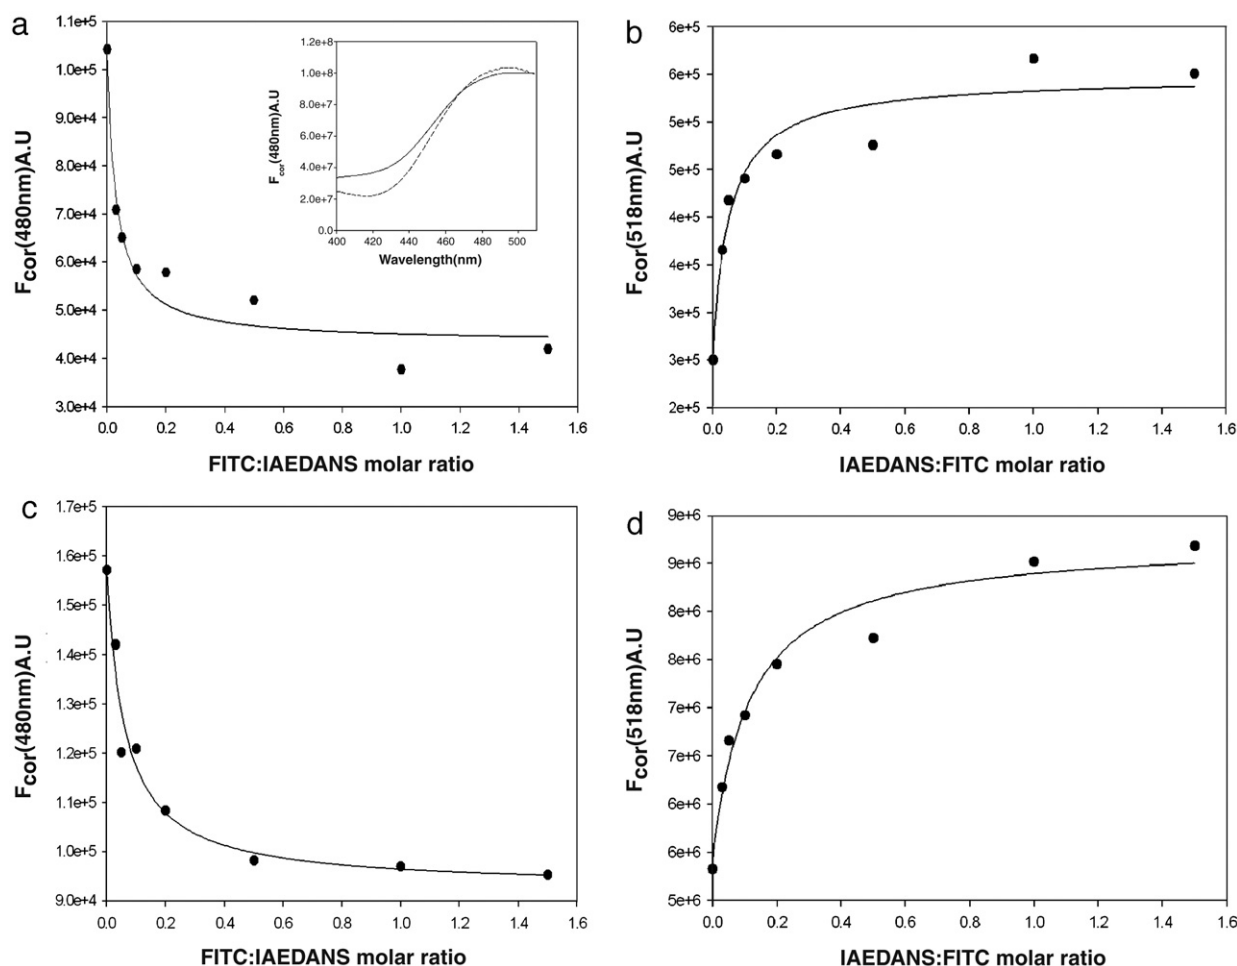 a
1.1e+5
1.0e+5
9.0e+4
8.0e+4
7.0e+4
6.0e+4
5.0e+4
4.0e+4
3.0e+4
F_cor(480nm)A.U
0.0 0.2 0.4 0.6 0.8 1.0 1.2 1.4 1.6
FITC:IAEDANS molar ratio
1.2e+8
1.0e+8
8.0e+7
6.0e+7
4.0e+7
2.0e+7
0.0
F_cor(480nm)A.U
400 420 440 460 480 500
Wavelength(nm)
b
6e+5
6e+5
5e+5
5e+5
4e+5
4e+5
3e+5
3e+5
2e+5
F_cor(518nm)A.U
0.0 0.2 0.4 0.6 0.8 1.0 1.2 1.4 1.6
IAEDANS:FITC molar ratio
c
1.7e+5
1.6e+5
1.5e+5
1.4e+5
1.3e+5
1.2e+5
1.1e+5
1.0e+5
9.0e+4
F_cor(480nm)A.U
0.0 0.2 0.4 0.6 0.8 1.0 1.2 1.4 1.6
FITC:IAEDANS molar ratio
d
9e+6
9e+6
8e+6
8e+6
7e+6
7e+6
6e+6
6e+6
5e+6
F_cor(518nm)A.U
0.0 0.2 0.4 0.6 0.8 1.0 1.2 1.4 1.6
IAEDANS:FITC molar ratio